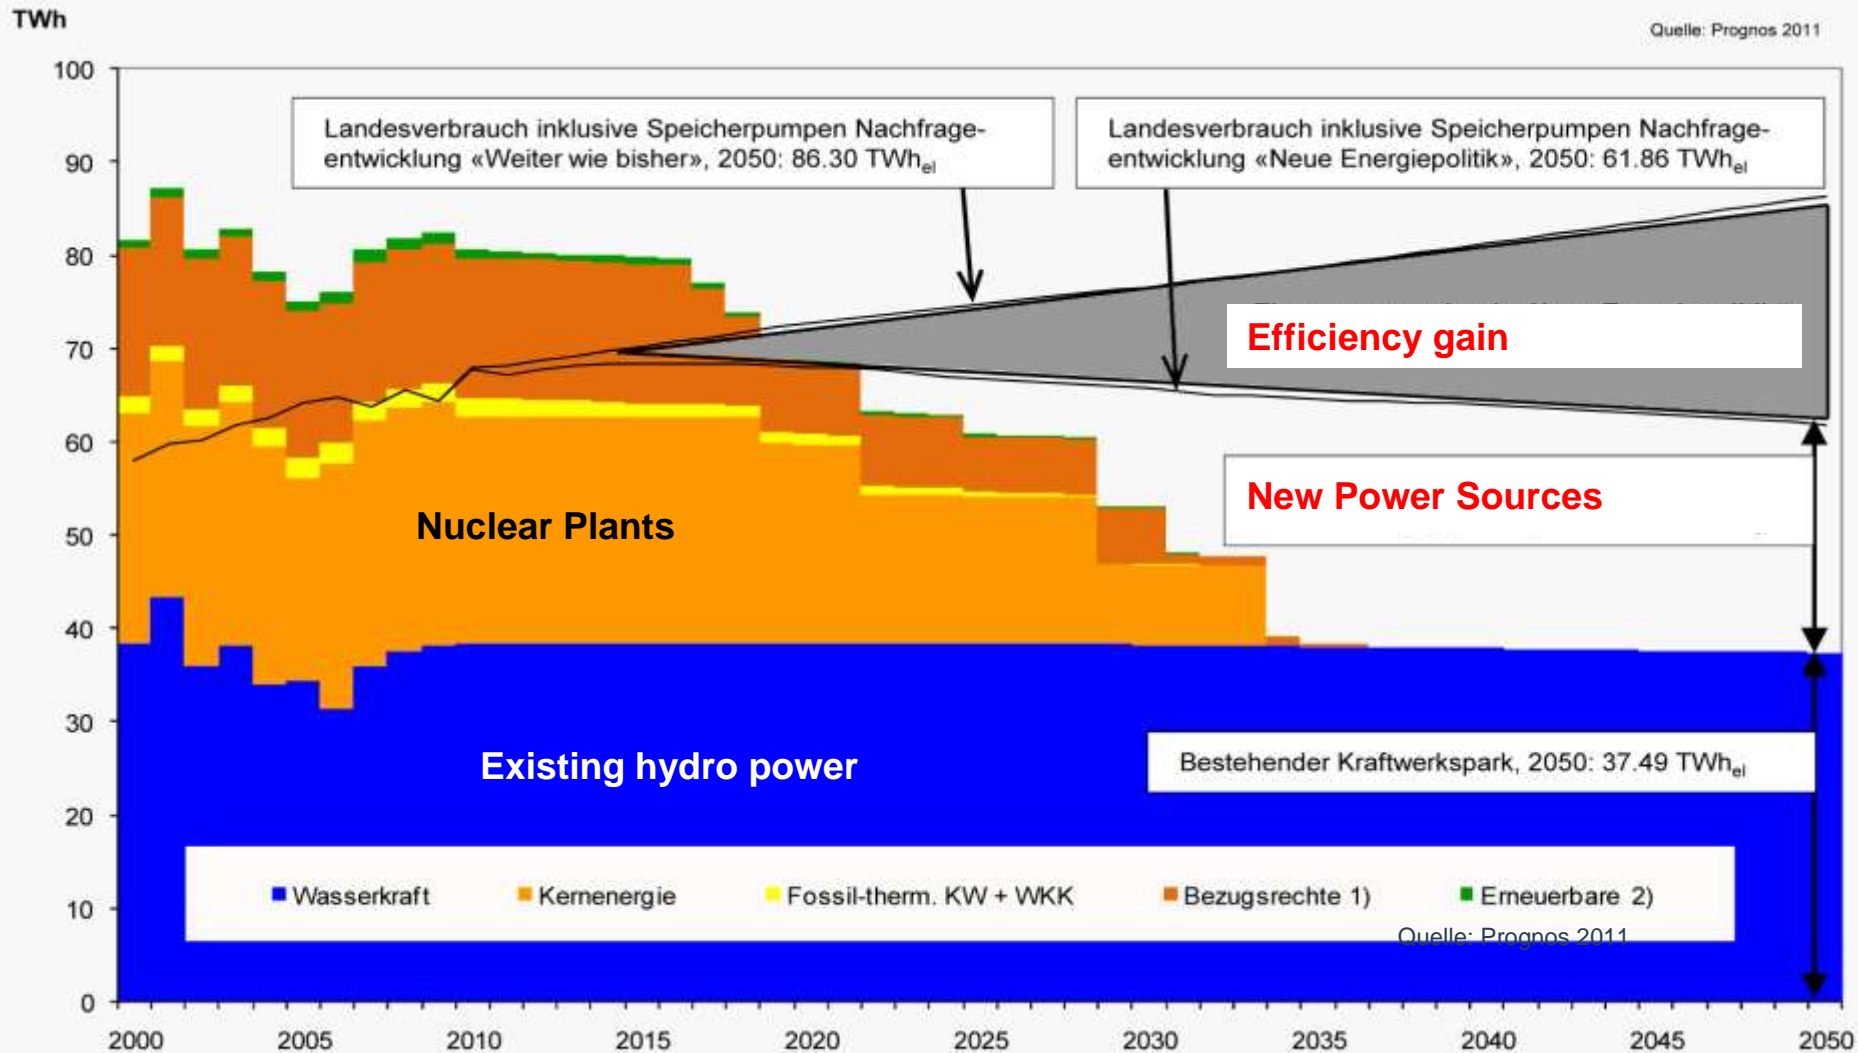 TWh
Quelle: Prognos 2011
100
90
80
70
60
50
40
30
20
10
0
Landesverbrauch inklusive Speicherpumpen Nachfrage-
entwicklung «Weiter wie bisher», 2050: 86.30 TWhel
Landesverbrauch inklusive Speicherpumpen Nachfrage-
entwicklung «Neue Energiepolitik», 2050: 61.86 TWhel
Efficiency gain
New Power Sources
Nuclear Plants
Existing hydro power
Bestehender Kraftwerkspark, 2050: 37.49 TWhel
Wasserkraft Kernenergie Fossil-therm. KW + WKK Bezugsrechte 1) Erneuerbare 2)
Quelle: Prognos 2011
2000 2005 2010 2015 2020 2025 2030 2035 2040 2045 2050